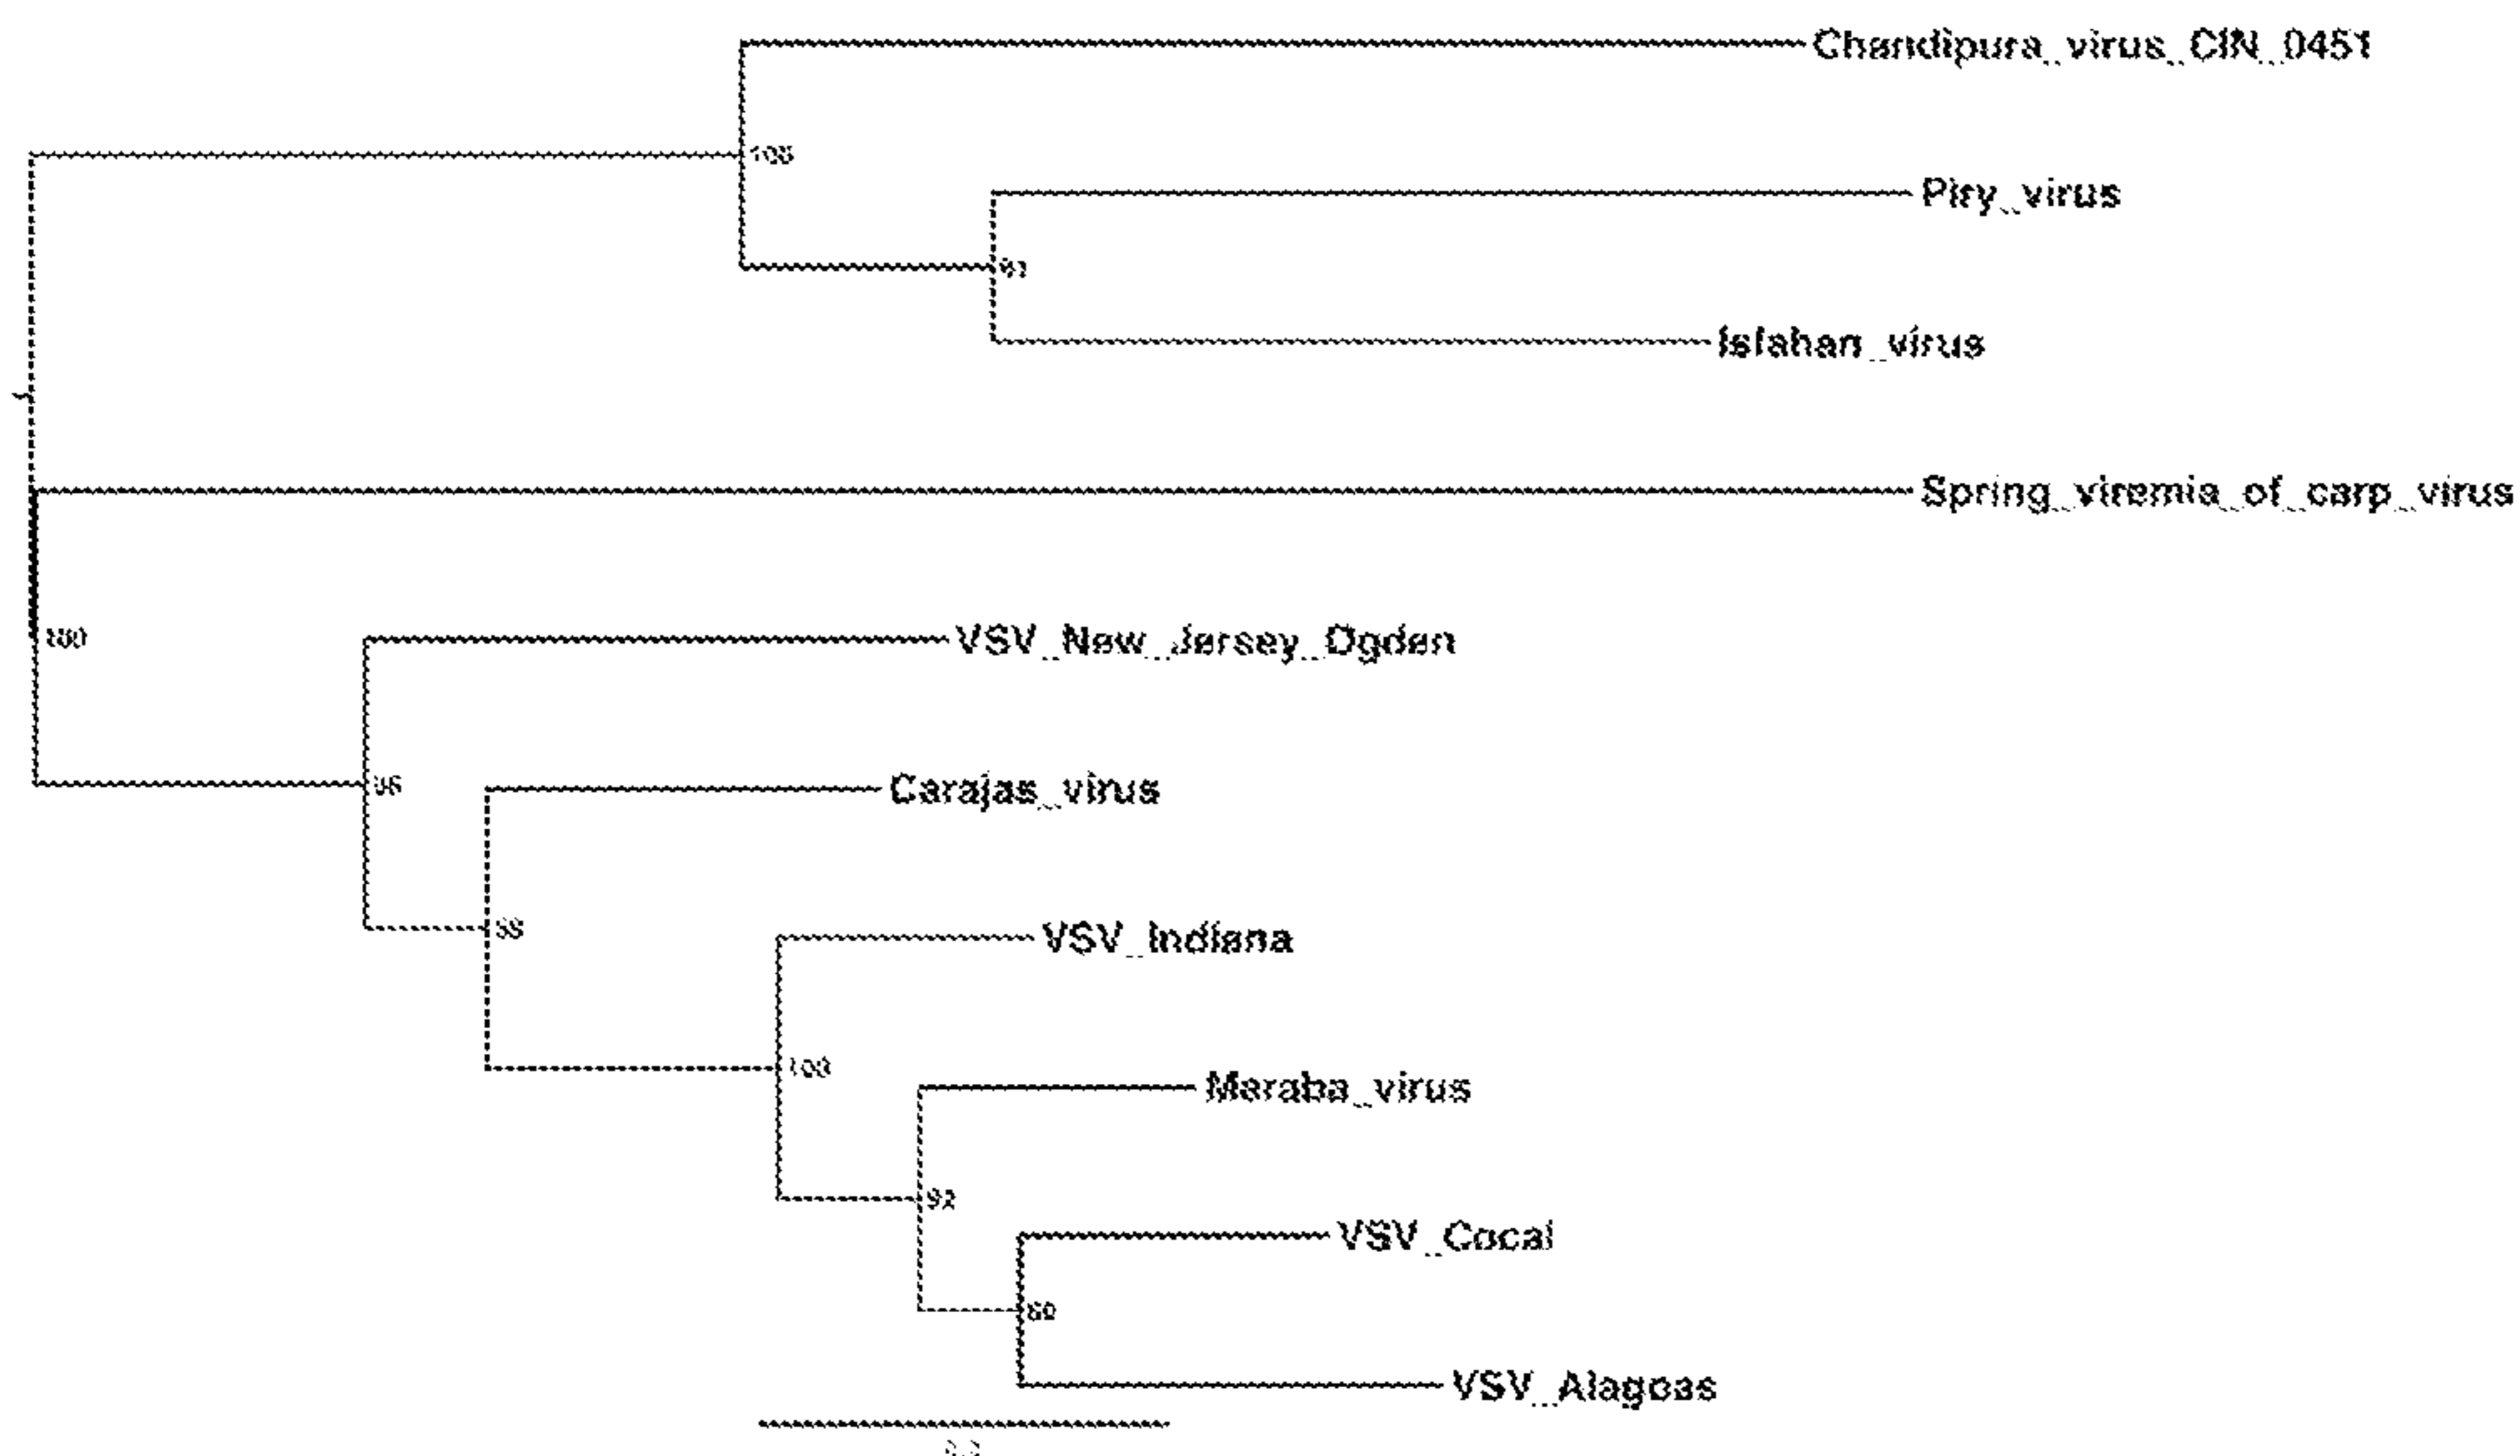 Chandipura_virus_CIN_0451
100
Piry_virus
Isfahan_virus
Spring_viremia_of_carp_virus
VSV_New_Jersey_Ogden
100
Carajas_virus
VSV_Indiana
100
Maraba_virus
92
VSV_Cocal
VSV_Alagoas